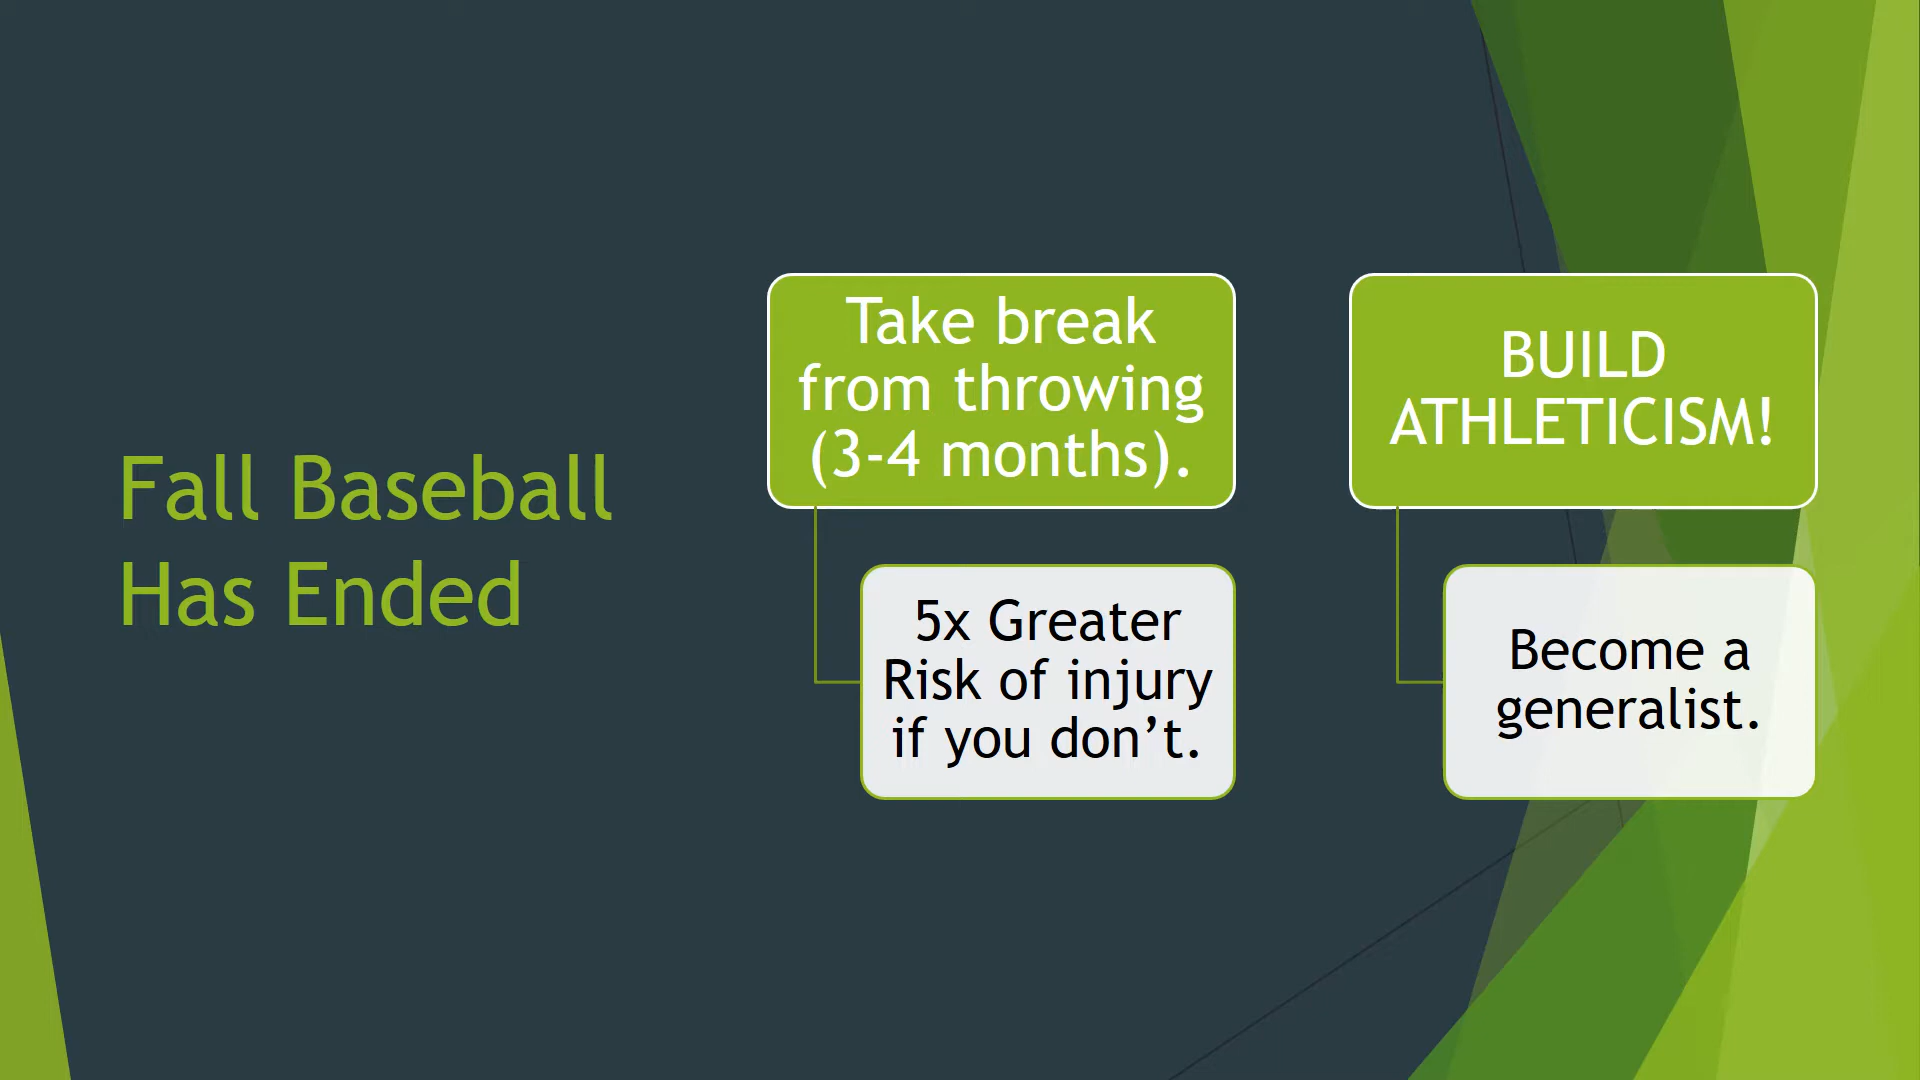 Fall Baseball
Has Ended
Take break
from throwing
(3-4 months).
5x Greater
Risk of injury
if you don’t.
BUILD
ATHLETICISM!
Become a
generalist.